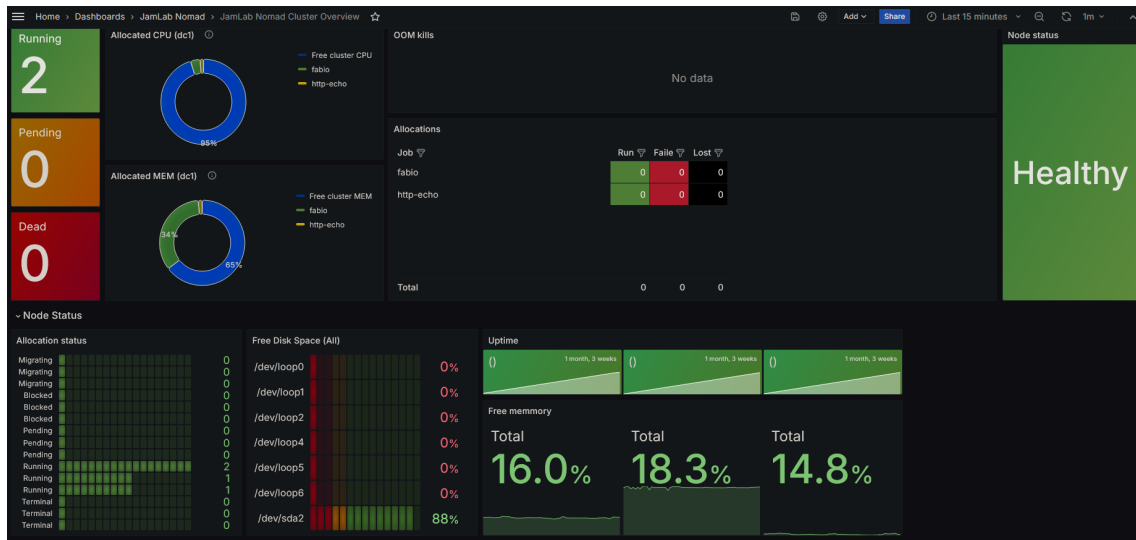 Home › Dashboards › JamLab Nomad › JamLab Nomad Cluster Overview
Add
Share
Last 15 minutes
1m
Running
2
Pending
0
Dead
0
Allocated CPU (dc1)
Free cluster CPU
fabio
http-echo
95%
Allocated MEM (dc1)
Free cluster MEM
fabio
http-echo
34%
65%
OOM kills
No data
Allocations
Job Run Faile Lost
fabio 0 0 0
http-echo 0 0 0
Total 0 0 0
Node status
Healthy
Node Status
Allocation status
Migrating 0
Migrating 0
Migrating 0
Blocked 0
Blocked 0
Blocked 0
Pending 0
Pending 0
Pending 0
Running 2
Running 1
Running 1
Terminal 0
Terminal 0
Terminal 0
Free Disk Space (All)
/dev/loop0 0%
/dev/loop1 0%
/dev/loop2 0%
/dev/loop4 0%
/dev/loop5 0%
/dev/loop6 0%
/dev/sda2 88%
Uptime
() 1 month, 3 weeks
() 1 month, 3 weeks
() 1 month, 3 weeks
Free memmory
Total
16.0%
Total
18.3%
Total
14.8%